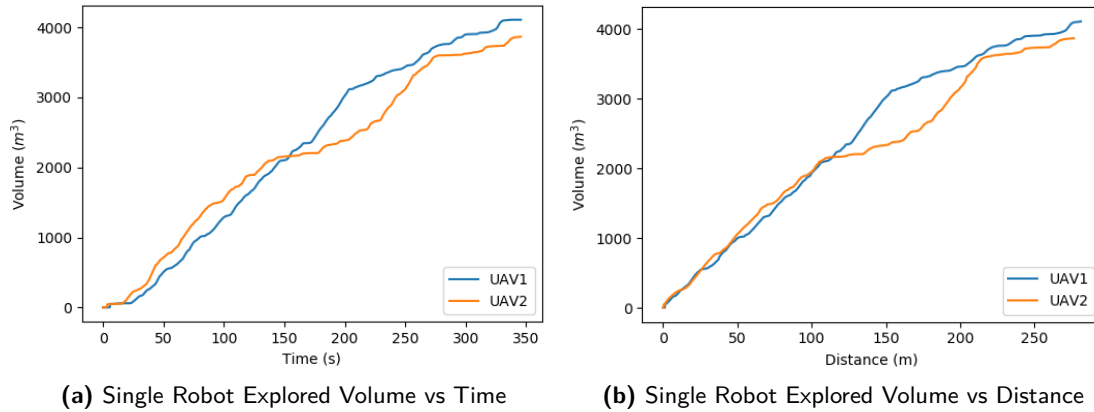 4000
3000
2000
1000
0
Volume (m³)
0 50 100 150 200 250 300 350
Time (s)
UAV1
UAV2
(a) Single Robot Explored Volume vs Time
4000
3000
2000
1000
0
Volume (m³)
0 50 100 150 200 250
Distance (m)
UAV1
UAV2
(b) Single Robot Explored Volume vs Distance